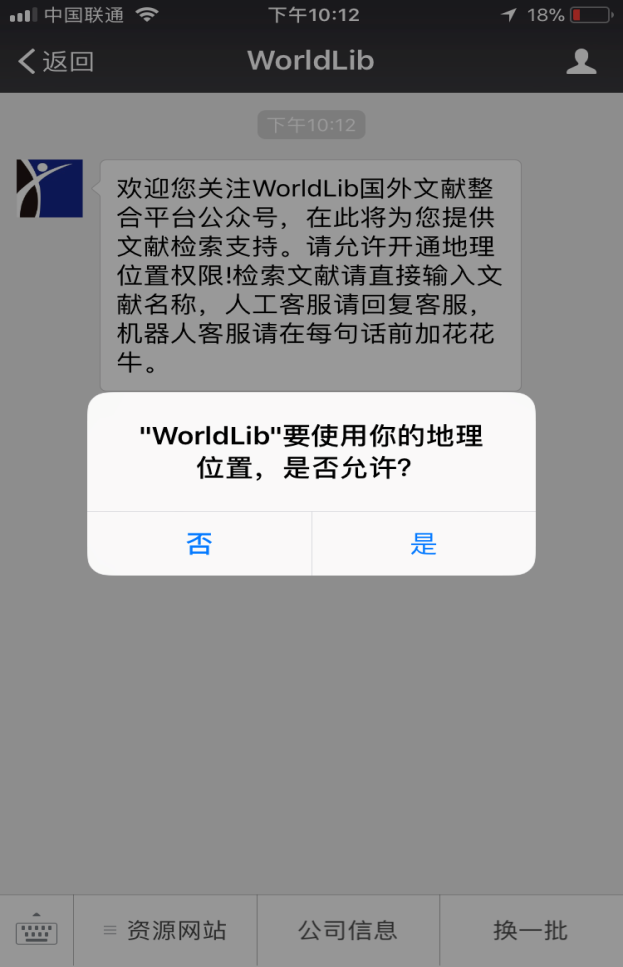 中国联通 下午10:12 18%
返回 WorldLib
下午10:12
欢迎您关注WorldLib国外文献整
合平台公众号，在此将为您提供
文献检索支持。请允许开通地理
位置权限!检索文献请直接输入文
献名称，人工客服请回复客服，
机器人客服请在每句话前加花花
牛。
"WorldLib"要使用你的地理
位置，是否允许?
否 是
资源网站 公司信息 换一批